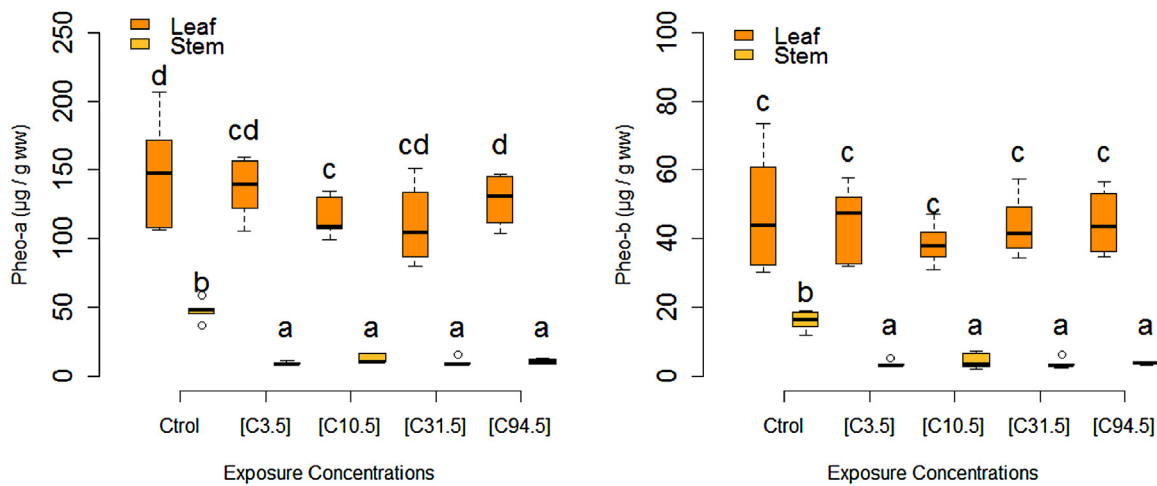 Leaf
Stem
Pheo-a (µg / g ww)
250
200
150
100
50
0
d
cd
c
cd
d
b
a
a
a
a
Ctrol [C3.5] [C10.5] [C31.5] [C94.5]
Exposure Concentrations
Leaf
Stem
Pheo-b (µg / g ww)
100
80
60
40
20
0
c
c
c
c
c
b
a
a
a
a
Ctrol [C3.5] [C10.5] [C31.5] [C94.5]
Exposure Concentrations